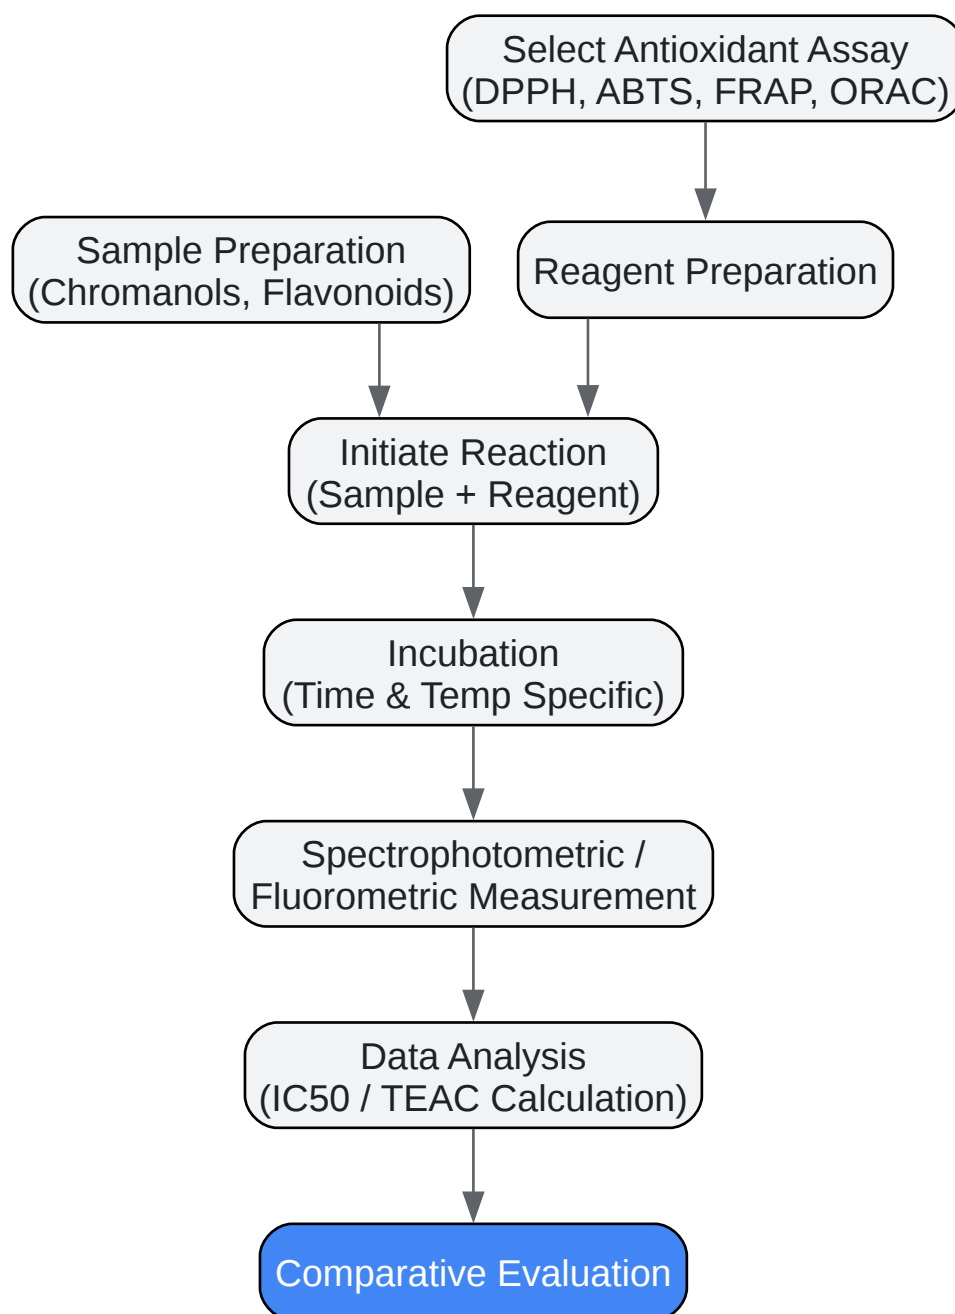 Select Antioxidant Assay
(DPPH, ABTS, FRAP, ORAC)
Sample Preparation
(Chromanols, Flavonoids)
Reagent Preparation
Initiate Reaction
(Sample + Reagent)
Incubation
(Time & Temp Specific)
Spectrophotometric /
Fluorometric Measurement
Data Analysis
(IC50 / TEAC Calculation)
Comparative Evaluation